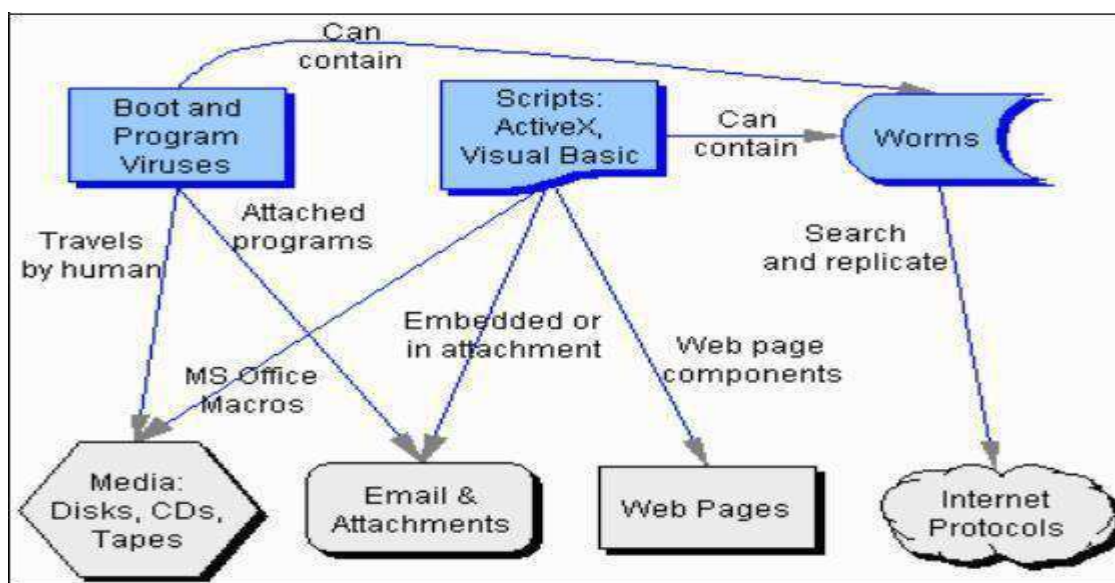 Can
contain
Boot and
Program
Viruses
Scripts:
ActiveX,
Visual Basic
Can
contain
Worms
Travels
by human
Attached
programs
Search
and replicate
Embedded or
in attachment
Web page
components
MS Office
Macros
Media:
Disks, CDs,
Tapes
Email &
Attachments
Web Pages
Internet
Protocols